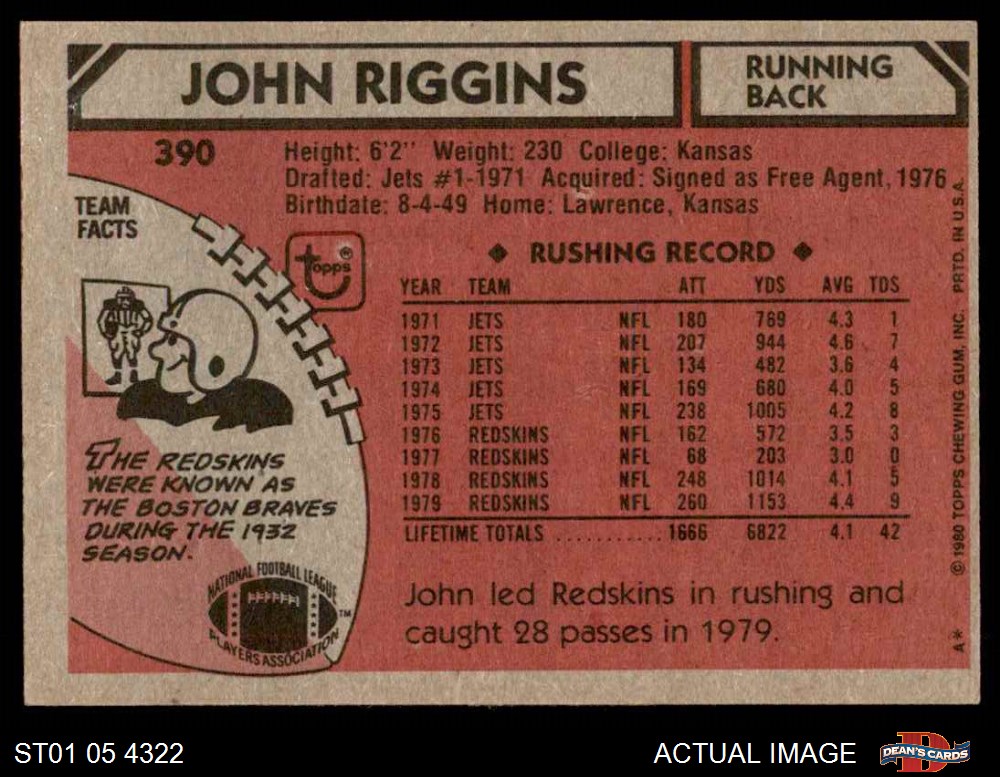 JOHN RIGGINS
RUNNING
BACK
390
Height: 6'2" Weight: 230 College: Kansas
Drafted: Jets #1-1971 Acquired: Signed as Free Agent, 1976
Birthdate: 8-4-49 Home: Lawrence, Kansas
TEAM
FACTS
topps ®
◆ RUSHING RECORD ◆
YEAR TEAM ATT YDS AVG TDS
1971 JETS NFL 180 769 4.3 1
1972 JETS NFL 207 944 4.6 7
1973 JETS NFL 134 482 3.6 4
1974 JETS NFL 169 680 4.0 5
1975 JETS NFL 238 1005 4.2 8
1976 REDSKINS NFL 162 572 3.5 3
1977 REDSKINS NFL 68 203 3.0 0
1978 REDSKINS NFL 248 1014 4.1 5
1979 REDSKINS NFL 260 1153 4.4 9
LIFETIME TOTALS ........... 1666 6822 4.1 42
THE REDSKINS
WERE KNOWN AS
THE BOSTON BRAVES
DURING THE 1932
SEASON.
NATIONAL FOOTBALL LEAGUE
PLAYERS ASSOCIATION
™
John led Redskins in rushing and
caught 28 passes in 1979.
© 1980 TOPPS CHEWING GUM, INC. PRTD. IN U.S.A.
A*
ST01 05 4322
ACTUAL IMAGE
D
DEAN'S CARDS